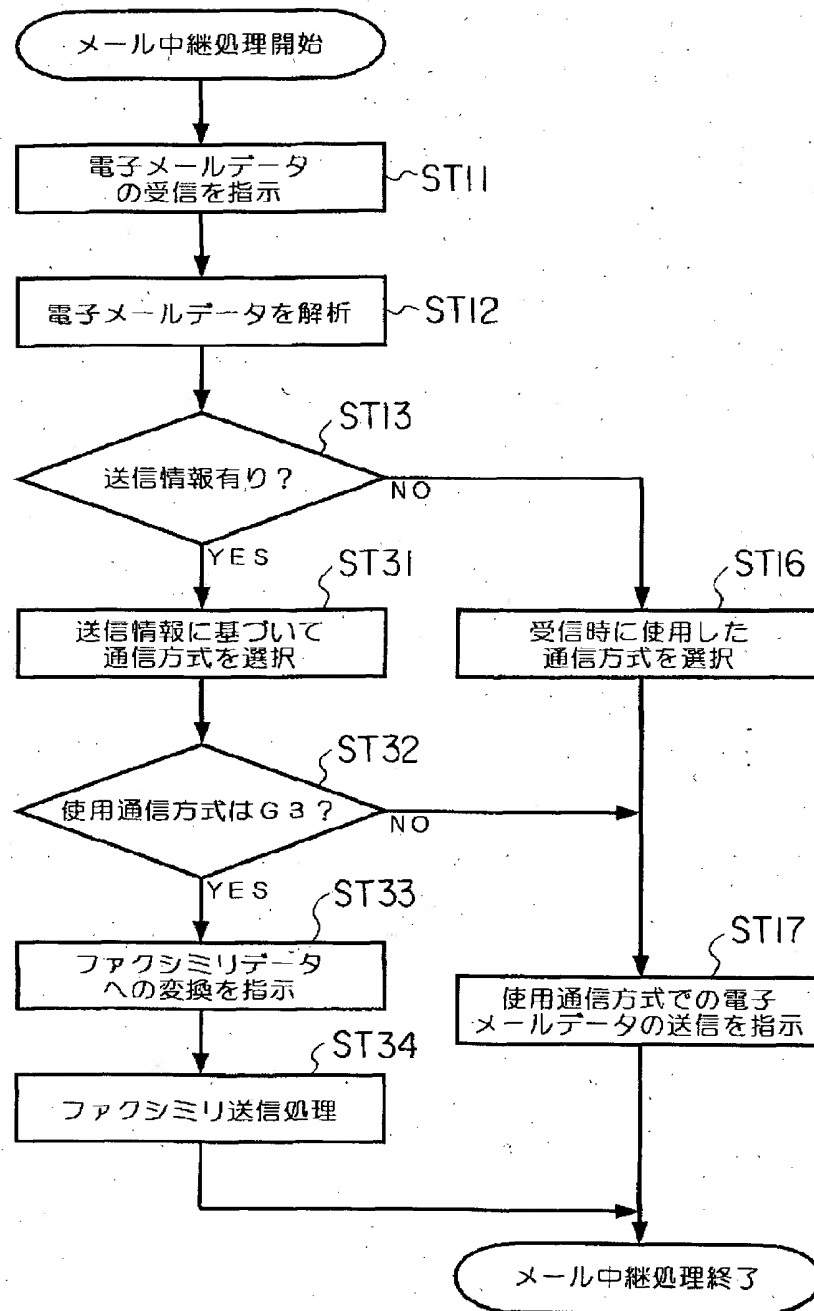 メール中継処理開始
電子メールデータ
の受信を指示
ST11
電子メールデータを解析
ST12
ST13
送信情報有り?
NO
YES
ST31
送信情報に基づいて
通信方式を選択
ST16
受信時に使用した
通信方式を選択
ST32
使用通信方式はG3?
NO
YES
ST33
ファクシミリデータ
への変換を指示
ST17
使用通信方式での電子
メールデータの送信を指示
ST34
ファクシミリ送信処理
メール中継処理終了